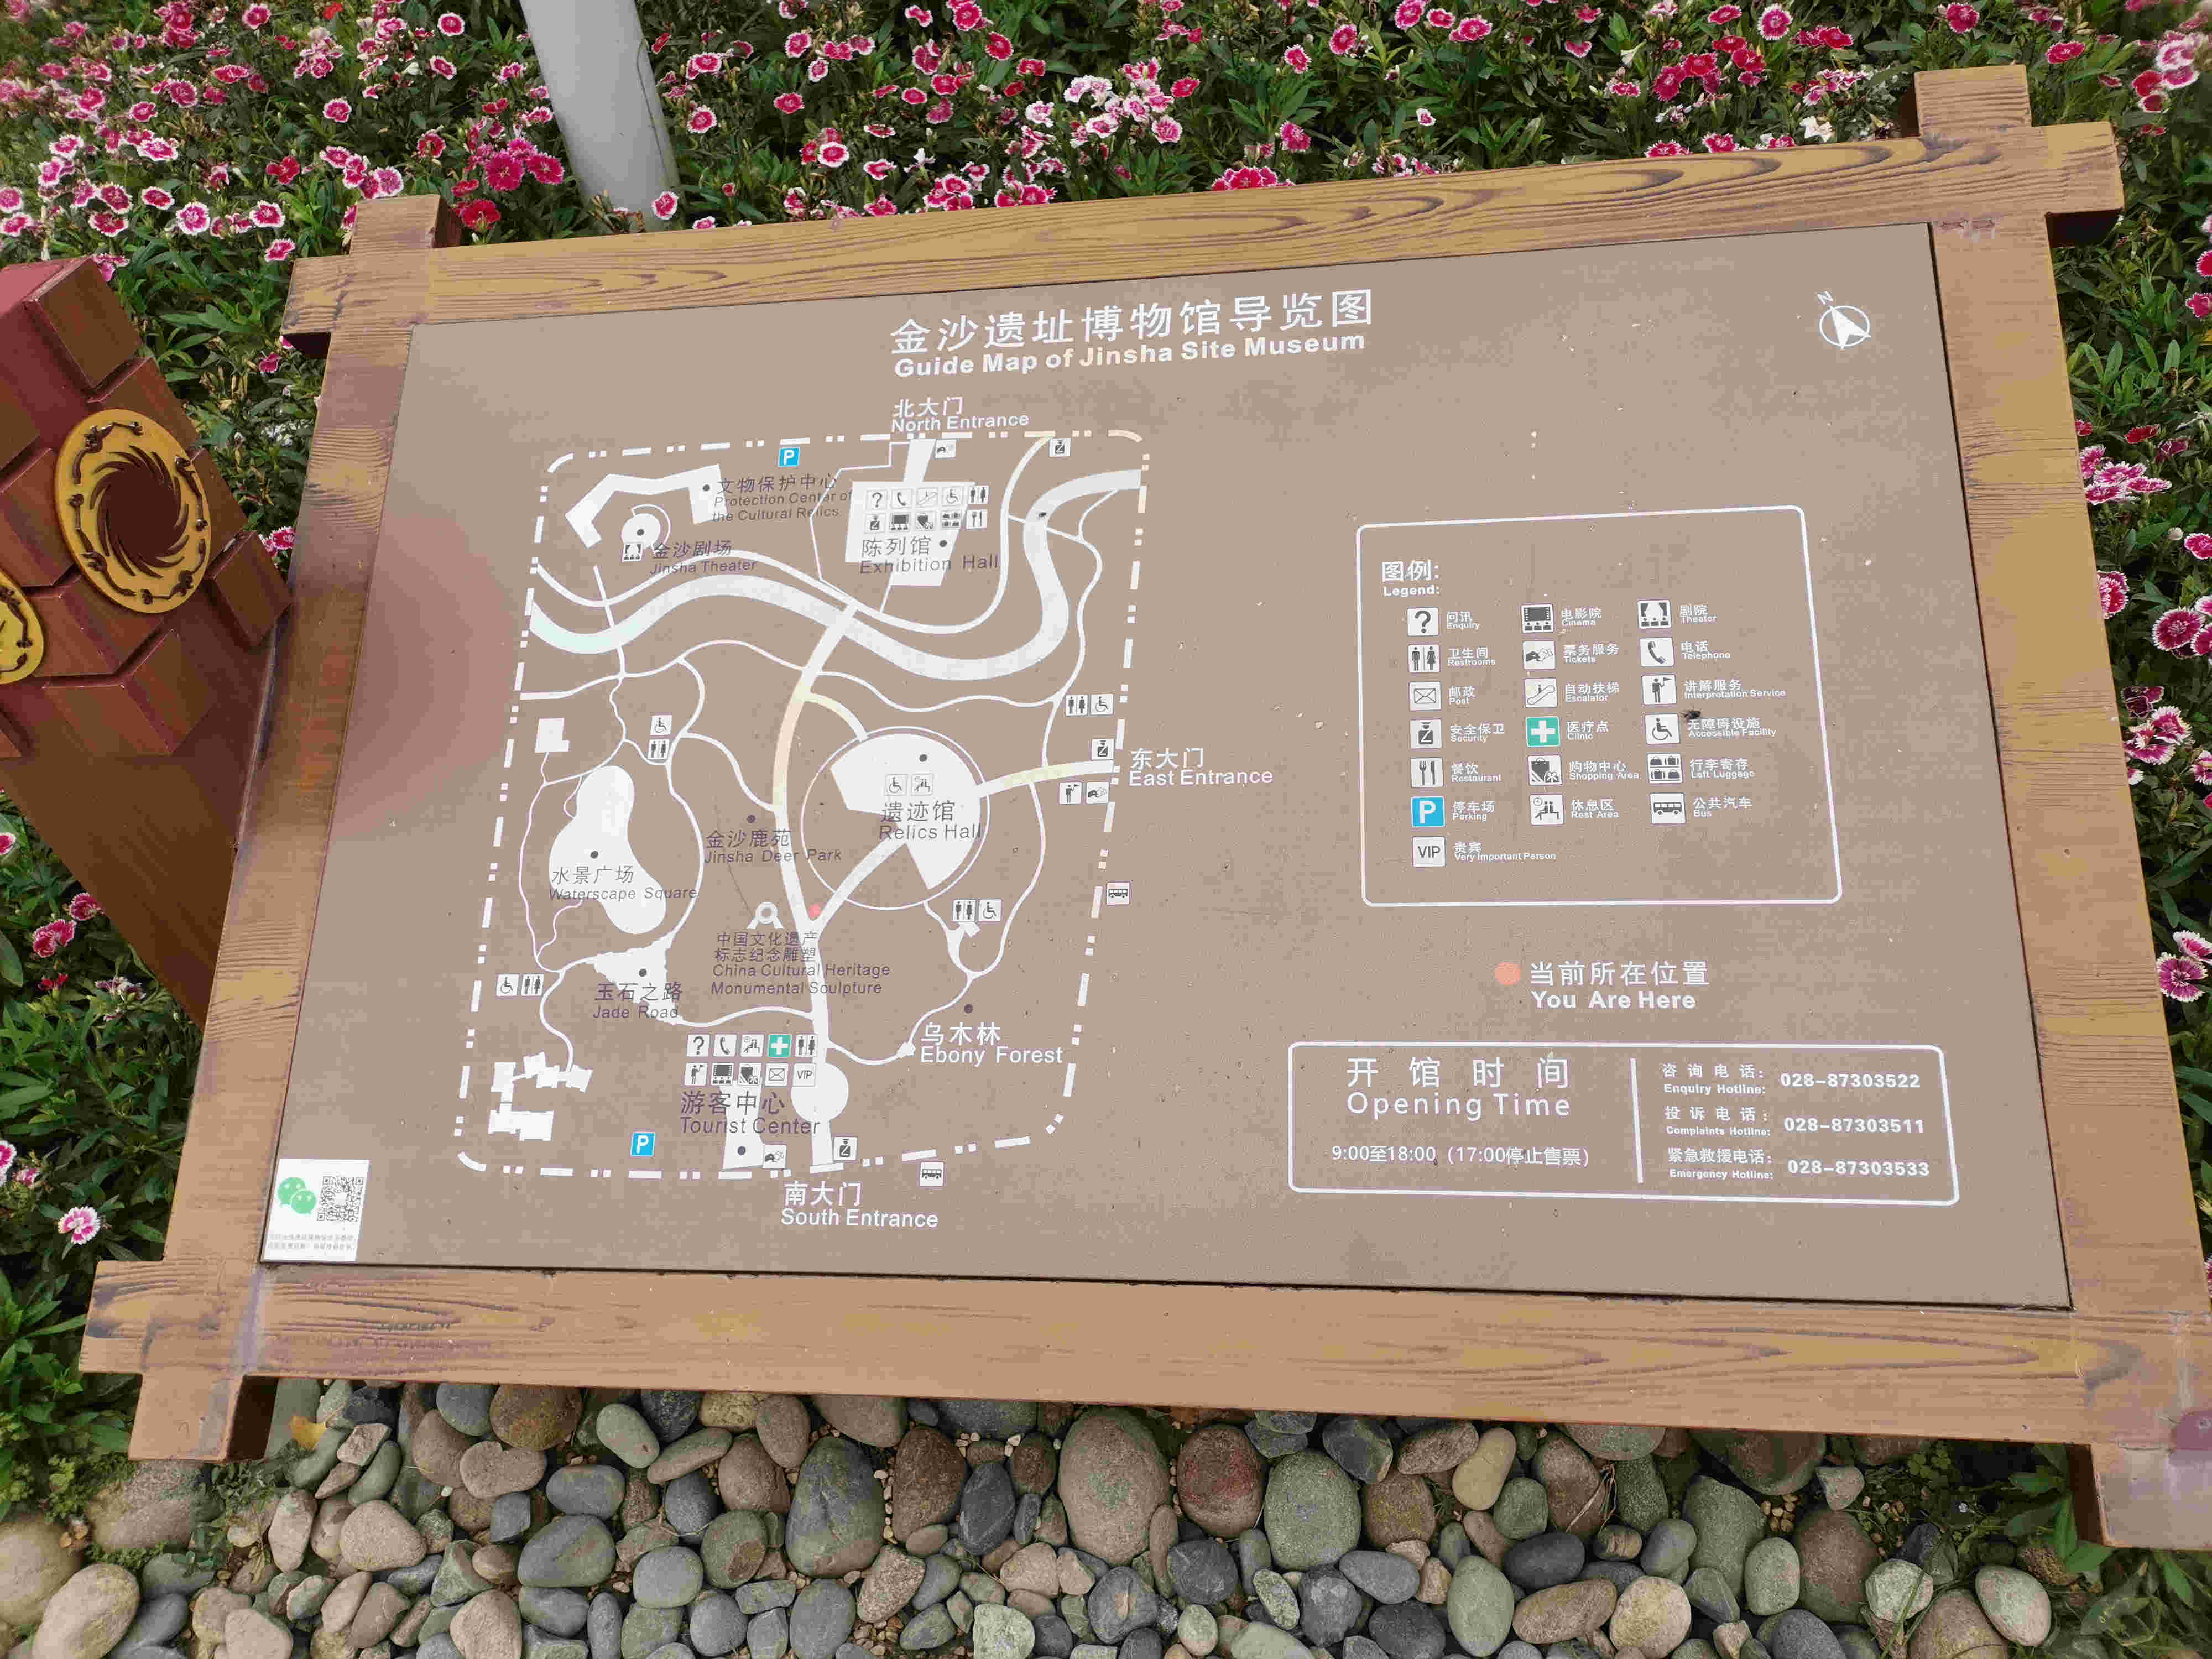 金沙遗址博物馆导览图
Guide Map of Jinsha Site Museum
N
北大门
North Entrance
P
文物保护中心
Protection Center of
the Cultural Relics
金沙剧场
Jinsha Theater
陈列馆
Exhibition Hall
东大门
East Entrance
遗迹馆
Relics Hall
金沙鹿苑
Jinsha Deer Park
水景广场
Waterscape Square
中国文化遗产
标志纪念雕塑
China Cultural Heritage
Monumental Sculpture
玉石之路
Jade Road
乌木林
Ebony Forest
VIP
游客中心
Tourist Center
P
南大门
South Entrance
图例:
Legend:
问讯
Enquiry
电影院
Cinema
剧院
Theater
卫生间
Restrooms
票务服务
Tickets
电话
Telephone
邮政
Post
自动扶梯
Escalator
讲解服务
Interpretation Service
安全保卫
Security
医疗点
Clinic
无障碍设施
Accessible Facility
餐饮
Restaurant
购物中心
Shopping Area
行李寄存
Left Luggage
P 停车场
Parking
休息区
Rest Area
公共汽车
Bus
VIP 贵宾
Very Important Person
当前所在位置
You Are Here
开馆时间
Opening Time
9:00至18:00（17:00停止售票）
咨询电话：
Enquiry Hotline: 028-87303522
投诉电话：
Complaints Hotline: 028-87303511
紧急救援电话：
Emergency Hotline: 028-87303533